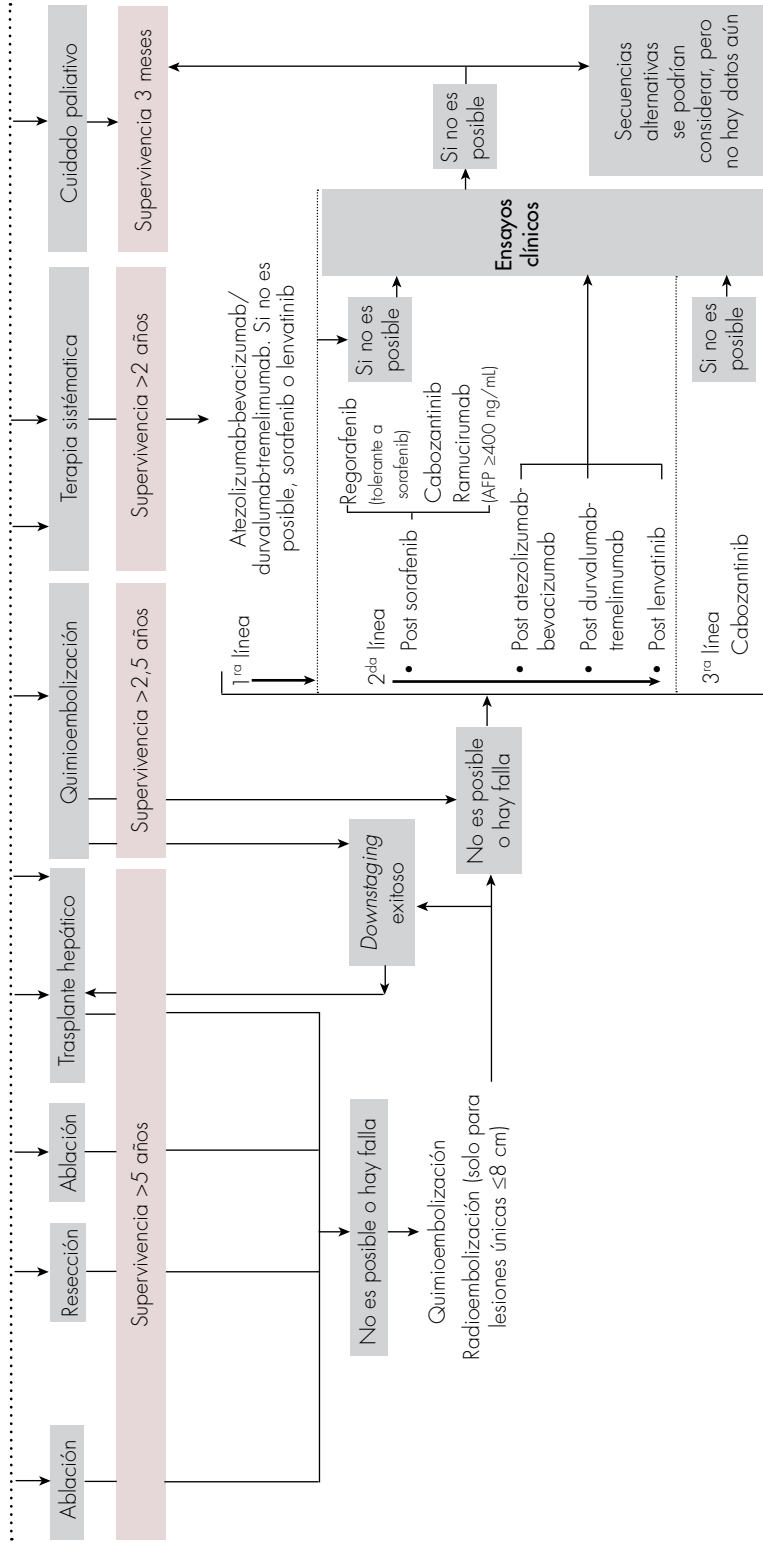 Ablación
Resección
Ablación
Trasplante hepático
Quimioembolización
Terapia sistémática
Cuidado paliativo
Supervivencia >5 años
Supervivencia >2,5 años
Supervivencia >2 años
Supervivencia 3 meses
No es posible o hay falla
Quimioembolización
Radioembolización (solo para
lesiones únicas ≤8 cm)
Downstaging
exitoso
No es posible
o hay falla
1ra línea
Atezolizumab-bevacizumab/
durvalumab-tremelimumab. Si no es
posible, sorafenib o lenvatinib
2da línea
• Post sorafenib
Regorafenib
(tolerante a
sorafenib)
Cabozantinib
Ramucirumab
(AFP ≥400 ng/mL)
• Post atezolizumab-
bevacizumab
• Post durvalumab-
tremelimumab
• Post lenvatinib
Si no es
posible
3ra línea
Cabozantinib
Si no es
posible
Ensayos
clínicos
Si no es
posible
Secuencias
alternativas
se podrían
considerar, pero
no hay datos aún